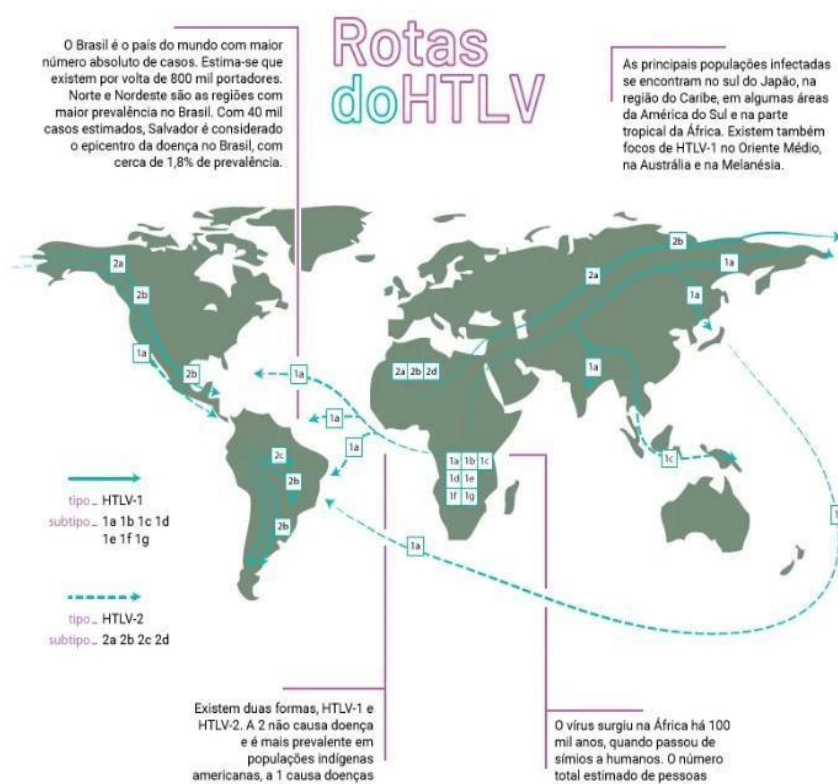 Rotas
doHTLV
O Brasil é o país do mundo com maior
número absoluto de casos. Estima-se que
existem por volta de 800 mil portadores.
Norte e Nordeste são as regiões com
maior prevalência no Brasil. Com 40 mil
casos estimados, Salvador é considerado
o epicentro da doença no Brasil, com
cerca de 1,8% de prevalência.
As principais populações infectadas
se encontram no sul do Japão, na
região do Caribe, em algumas áreas
da América do Sul e na parte
tropical da África. Existem também
focos de HTLV-1 no Oriente Médio,
na Austrália e na Melanésia.
2a
2b
1a
2b
2a
2b
1a
1a
2a 2b 2d
1a
1a
1a
1a
1a 1b 1c
1d 1e
1f 1g
1c
2c
2b
2b
1a
tipo_ HTLV-1
subtipo_ 1a 1b 1c 1d
1e 1f 1g
tipo_ HTLV-2
subtipo_ 2a 2b 2c 2d
Existem duas formas, HTLV-1 e
HTLV-2. A 2 não causa doença
e é mais prevalente em
populações indígenas
americanas, a 1 causa doenças
O vírus surgiu na África há 100
mil anos, quando passou de
símios a humanos. O número
total estimado de pessoas